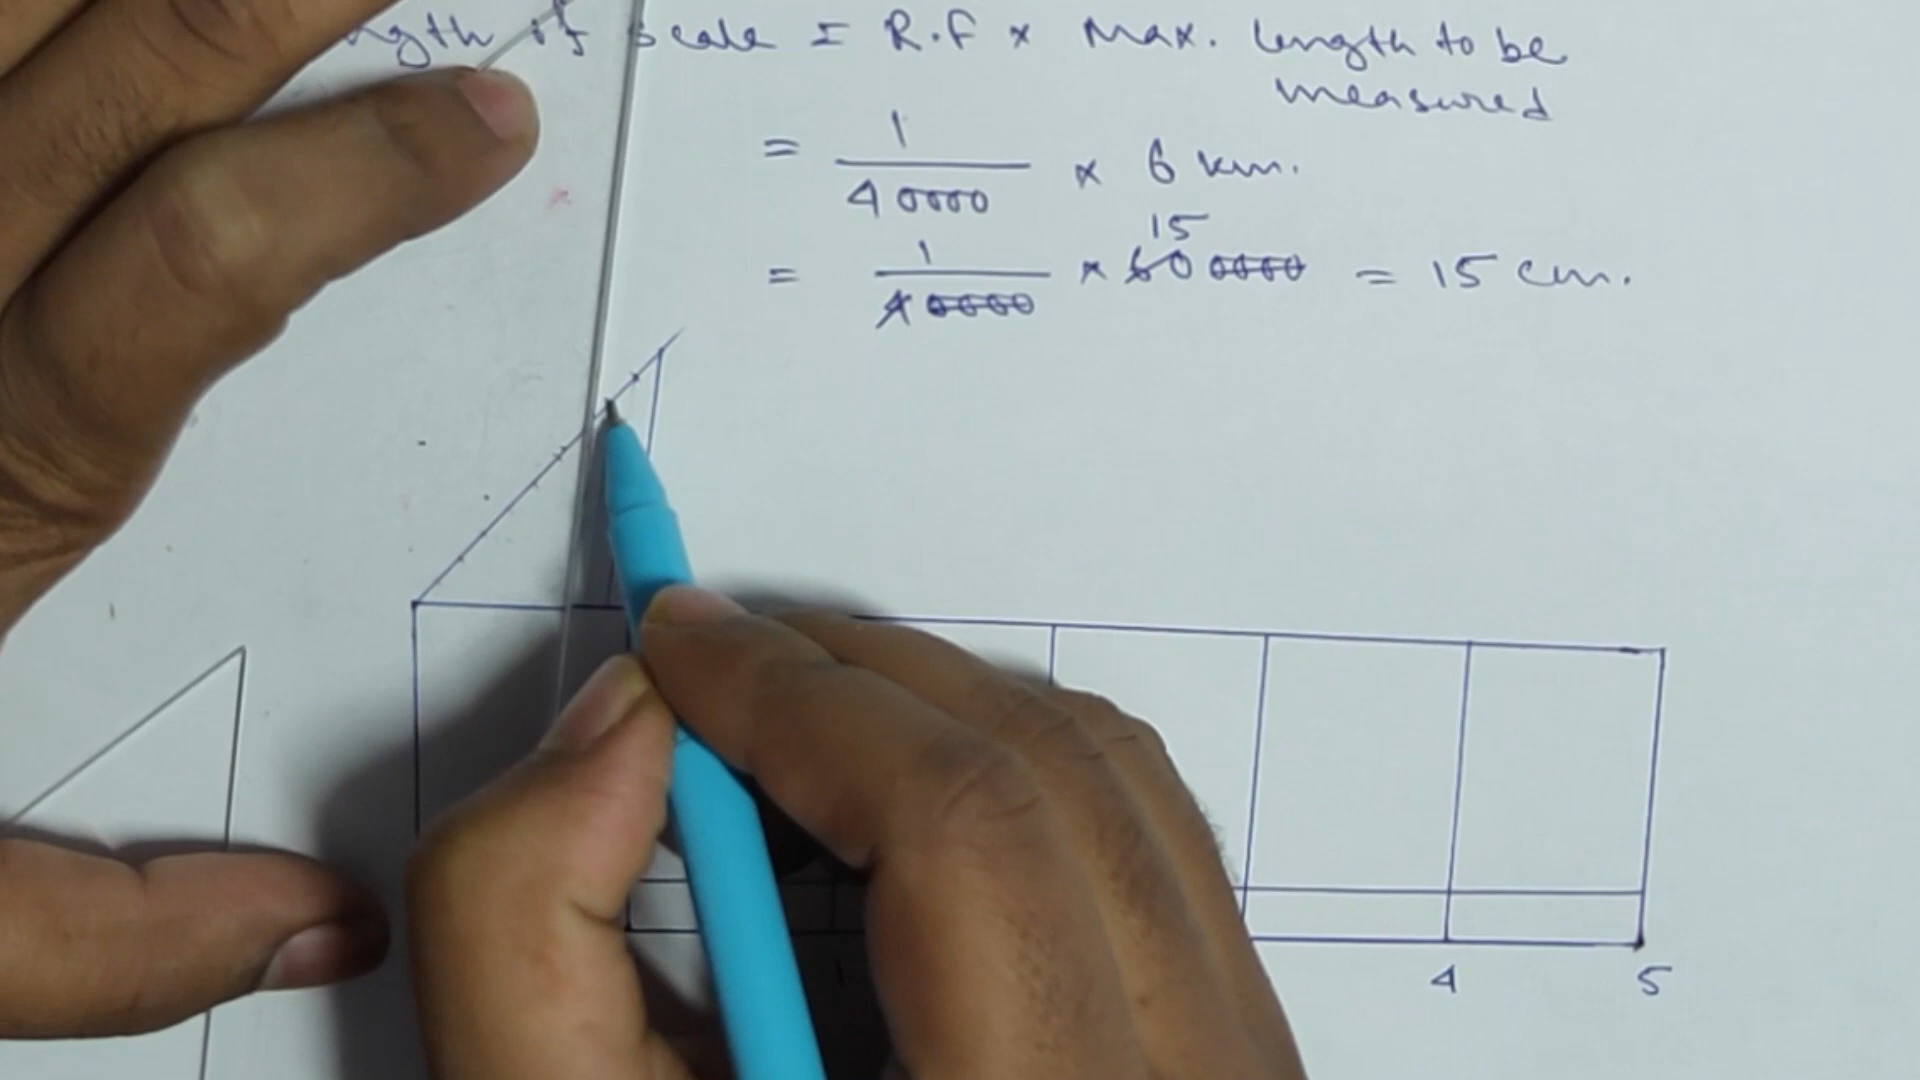 of scale = R.F × Max. length to be
measured
= 1/40000 × 6 km.
15
= 1/40000 × 600000 = 15 cm.
4 5